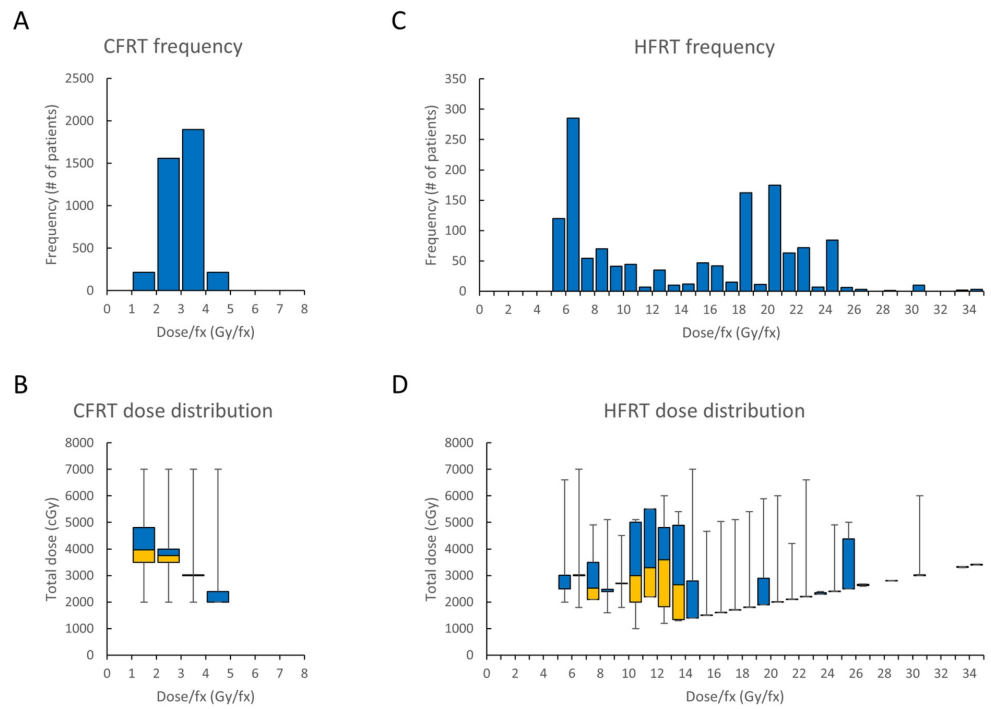 A
CFRT frequency
Frequency (# of patients)
2500
2000
1500
1000
500
0
0 1 2 3 4 5 6 7 8
Dose/fx (Gy/fx)
C
HFRT frequency
Frequency (# of patients)
350
300
250
200
150
100
50
0
0 2 4 6 8 10 12 14 16 18 20 22 24 26 28 30 32 34
Dose/fx (Gy/fx)
B
CFRT dose distribution
Total dose (cGy)
8000
7000
6000
5000
4000
3000
2000
1000
0
0 1 2 3 4 5 6 7 8
Dose/fx (Gy/fx)
D
HFRT dose distribution
Total dose (cGy)
8000
7000
6000
5000
4000
3000
2000
1000
0
0 2 4 6 8 10 12 14 16 18 20 22 24 26 28 30 32 34
Dose/fx (Gy/fx)